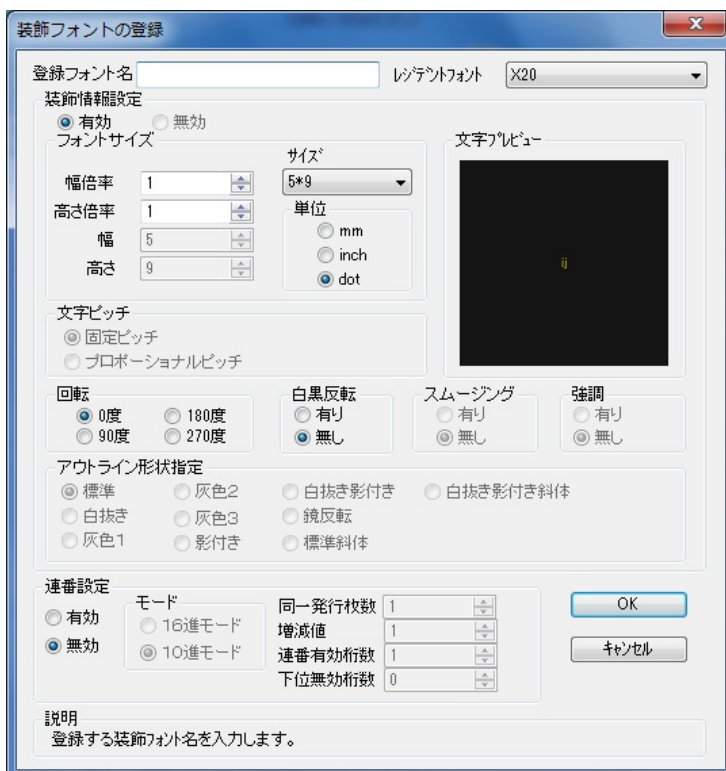 装飾フォントの登録
登録フォント名
ﾚｼﾞﾃﾞﾝﾄﾌｫﾝﾄ X20
装飾情報設定
有効 無効
フォントサイズ
幅倍率 1
高さ倍率 1
幅 5
高さ 9
ｻｲｽﾞ
5*9
単位
mm
inch
dot
文字ﾌﾟﾚﾋﾞｭｰ
文字ピッチ
固定ピッチ
プロポーショナルピッチ
回転
0度 180度
90度 270度
白黒反転
有り
無し
スムージング
有り
無し
強調
有り
無し
アウトライン形状指定
標準 灰色2 白抜き影付き 白抜き影付き斜体
白抜き 灰色3 鏡反転
灰色1 影付き 標準斜体
連番設定
有効
無効
モード
16進モード
10進モード
同一発行枚数 1
増減値 1
連番有効桁数 1
下位無効桁数 0
OK
ｷｬﾝｾﾙ
説明
登録する装飾ﾌｫﾝﾄ名を入力します。